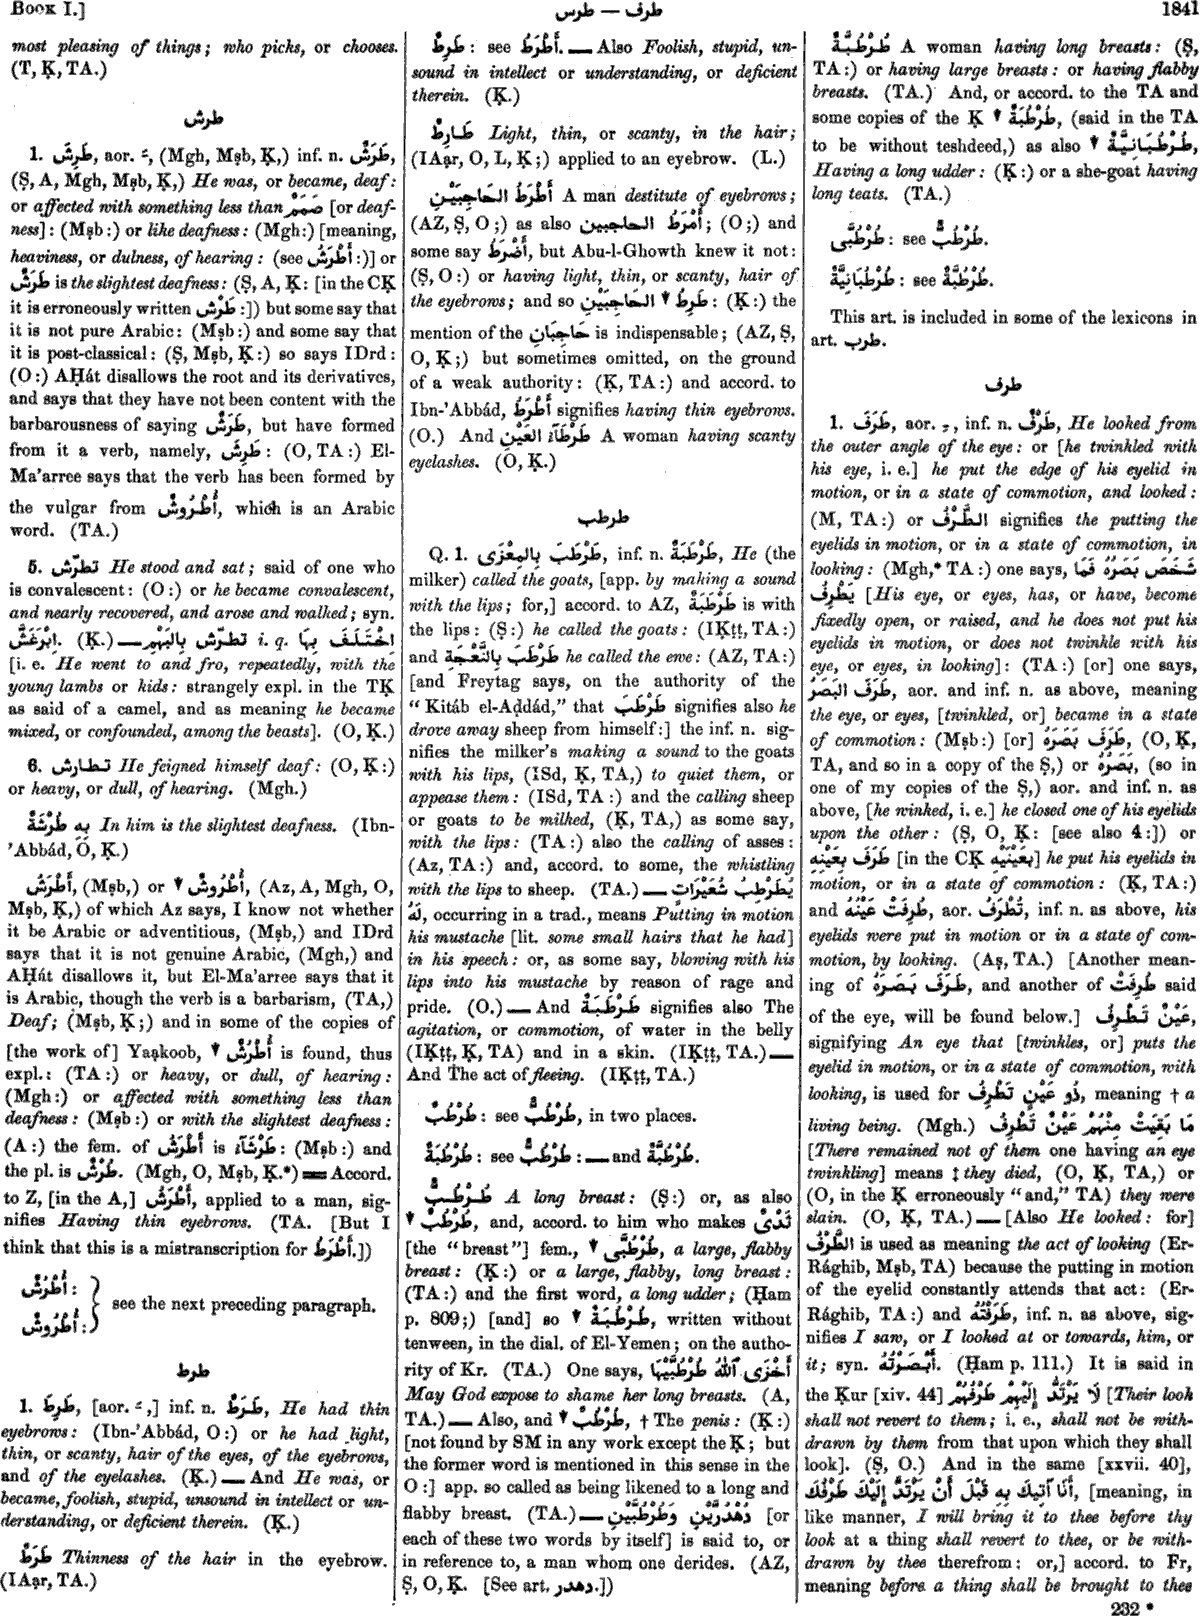 BOOK I.]
طرف — طرس
1841
most pleasing of things; who picks, or chooses.
(T, Ḳ, TA.)
طرش
1. طَرِشَ, aor. ـَ, (Mgh, Mṣb, Ḳ,) inf. n. طَرَشٌ,
(Ṣ, A, Mgh, Mṣb, Ḳ,) He was, or became, deaf:
or affected with something less than صَمَمٌ [or deaf-
ness]: (Mṣb:) or like deafness: (Mgh:) [meaning,
heaviness, or dulness, of hearing: (see أَطْرَشُ:)] or
طَرَشٌ is the slightest deafness: (Ṣ, A, Ḳ: [in the CḲ
it is erroneously written طَرْش:]) but some say that
it is not pure Arabic: (Mṣb:) and some say that
it is post-classical: (Ṣ, Mṣb, Ḳ:) so says IDrd:
(O:) AḤát disallows the root and its derivatives,
and says that they have not been content with the
barbarousness of saying طَرَشٌ, but have formed
from it a verb, namely, طَرِشَ: (O, TA:) El-
Ma'arree says that the verb has been formed by
the vulgar from أُطْرُوشٌ, which is an Arabic
word. (TA.)
5. تطرّش He stood and sat; said of one who
is convalescent: (O:) or he became convalescent,
and nearly recovered, and arose and walked; syn.
اِبْرَغَشَّ. (Ḳ.) — تطرّش بِالبَهْمِ i. q. اِخْتَلَفَ بِهَا
[i. e. He went to and fro, repeatedly, with the
young lambs or kids: strangely expl. in the TḲ
as said of a camel, and as meaning he became
mixed, or confounded, among the beasts]. (O, Ḳ.)
6. تطارش He feigned himself deaf: (O, Ḳ:)
or heavy, or dull, of hearing. (Mgh.)
بِهِ طُرْشَةٌ In him is the slightest deafness. (Ibn-
'Abbád, O, Ḳ.)
أَطْرَشُ, (Mṣb,) or أُطْرُوشٌ, (Az, A, Mgh, O,
Mṣb, Ḳ,) of which Az says, I know not whether
it be Arabic or adventitious, (Mṣb,) and IDrd
says that it is not genuine Arabic, (Mgh,) and
AḤát disallows it, but El-Ma'arree says that it
is Arabic, though the verb is a barbarism, (TA,)
Deaf; (Mṣb, Ḳ;) and in some of the copies of
[the work of] Yaạkoob, أُطْرُشٌ is found, thus
expl.: (TA:) or heavy, or dull, of hearing:
(Mgh:) or affected with something less than
deafness: (Mṣb:) or with the slightest deafness:
(A:) the fem. of أَطْرَشُ is طَرْشَآءُ: (Mṣb:) and
the pl. is طُرْشٌ. (Mgh, O, Mṣb, Ḳ.*) = Accord.
to Z, [in the A,] أَطْرَشُ, applied to a man, sig-
nifies Having thin eyebrows. (TA. [But I
think that this is a mistranscription for أَطْرَطُ.])
أُطْرُشٌ:
أُطْرُوشٌ:
see the next preceding paragraph.
طرط
1. طَرِطَ, [aor. ـَ,] inf. n. طَرَطٌ, He had thin
eyebrows: (Ibn-'Abbád, O:) or he had light,
thin, or scanty, hair of the eyes, of the eyebrows,
and of the eyelashes. (Ḳ.) — And He was, or
became, foolish, stupid, unsound in intellect or un-
derstanding, or deficient therein. (Ḳ.)
طَرَطٌ Thinness of the hair in the eyebrow.
(IAạr, TA.)
طَرِطٌ: see أَطْرَطُ. — Also Foolish, stupid, un-
sound in intellect or understanding, or deficient
therein. (Ḳ.)
طَارِطٌ Light, thin, or scanty, in the hair;
(IAạr, O, L, Ḳ;) applied to an eyebrow. (L.)
أَطْرَطُ الحَاجِبَيْنِ A man destitute of eyebrows;
(AZ, Ṣ, O;) as also أَمْرَطُ الحاجبين; (O;) and
some say أَضْرَطُ, but Abu-l-Ghowth knew it not:
(Ṣ, O:) or having light, thin, or scanty, hair of
the eyebrows; and so طَرِطُ الحَاجِبَيْنِ: (Ḳ:) the
mention of the حَاجِبَانِ is indispensable; (AZ, Ṣ,
O, Ḳ;) but sometimes omitted, on the ground
of a weak authority: (Ḳ, TA:) and accord. to
Ibn-'Abbád, أَطْرَطُ signifies having thin eyebrows.
(O.) And طَرْطَآءُ العَيْنِ A woman having scanty
eyelashes. (O, Ḳ.)
طرطب
Q. 1. طَرْطَبَ بِالمِعْزَى, inf. n. طَرْطَبَةٌ, He (the
milker) called the goats, [app. by making a sound
with the lips; for,] accord. to AZ, طَرْطَبَةٌ is with
the lips: (Ṣ:) he called the goats: (IḲṭṭ, TA:)
and طَرْطَبَ بِالنَّعْجَةِ he called the ewe: (AZ, TA:)
[and Freytag says, on the authority of the
“Kitáb el-Aḍdád,” that طَرْطَبَ signifies also he
drove away sheep from himself:] the inf. n. sig-
nifies the milker's making a sound to the goats
with his lips, (ISd, Ḳ, TA,) to quiet them, or
appease them: (ISd, TA:) and the calling sheep
or goats to be milked, (Ḳ, TA,) as some say,
with the lips: (TA:) also the calling of asses:
(Az, TA:) and, accord. to some, the whistling
with the lips to sheep. (TA.) — يُطَرْطِبُ شُعَيْرَاتٍ
لَهُ, occurring in a trad., means Putting in motion
his mustache [lit. some small hairs that he had]
in his speech: or, as some say, blowing with his
lips into his mustache by reason of rage and
pride. (O.) — And طَرْطَبَةٌ signifies also The
agitation, or commotion, of water in the belly
(IḲṭṭ, Ḳ, TA) and in a skin. (IḲṭṭ, TA.) —
And The act of fleeing. (IḲṭṭ, TA.)
طُرْطُبٌ: see طُرْطُبٌّ, in two places.
طُرْطُبَةٌ: see طُرْطُبٌّ: — and طُرْطُبَّةٌ.
طُرْطُبٌّ A long breast: (Ṣ:) or, as also
طُرْطُبٌ, and, accord. to him who makes ثَدْىٌ
[the “breast”] fem., طُرْطُبَّى, a large, flabby
breast: (Ḳ:) or a large, flabby, long breast:
(TA:) and the first word, a long udder; (Ḥam
p. 809;) [and] so طُرْطُبَةُ, written without
tenween, in the dial. of El-Yemen; on the autho-
rity of Kr. (TA.) One says, أَخْزَى ٱللّٰهُ طُرْطُبَّيْهَا
May God expose to shame her long breasts. (A,
TA.) — Also, and طُرْطُبٌ, † The penis: (Ḳ:)
[not found by SM in any work except the Ḳ; but
the former word is mentioned in this sense in the
O:] app. so called as being likened to a long and
flabby breast. (TA.) — دُهْدُرَّيْنِ وَطُرْطُبَّيْنِ [or
each of these two words by itself] is said to, or
in reference to, a man whom one derides. (AZ,
Ṣ, O, Ḳ. [See art. دهدر.])
طُرْطُبَّةٌ A woman having long breasts: (Ṣ,
TA:) or having large breasts: or having flabby
breasts. (TA.) And, or accord. to the TA and
some copies of the Ḳ طُرْطُبَةٌ, (said in the TA
to be without teshdeed,) as also طُرْطُبَانِيَّةٌ,
Having a long udder: (Ḳ:) or a she-goat having
long teats. (TA.)
طُرْطُبَّى: see طُرْطُبٌّ.
طُرْطُبَانِيَّةٌ: see طُرْطُبَّةٌ.
This art. is included in some of the lexicons in
art. طرب.
طرف
1. طَرَفَ, aor. ـِ, inf. n. طَرْفٌ, He looked from
the outer angle of the eye: or [he twinkled with
his eye, i. e.] he put the edge of his eyelid in
motion, or in a state of commotion, and looked:
(M, TA:) or الطَّرْفُ signifies the putting the
eyelids in motion, or in a state of commotion, in
looking: (Mgh,* TA:) one says, شَخَصَ بَصَرُهُ فَمَا
يَطْرِفُ [His eye, or eyes, has, or have, become
fixedly open, or raised, and he does not put his
eyelids in motion, or does not twinkle with his
eye, or eyes, in looking]: (TA:) [or] one says,
طَرَفَ البَصَرُ, aor. and inf. n. as above, meaning
the eye, or eyes, [twinkled, or] became in a state
of commotion: (Mṣb:) [or] طَرَفَ بَصَرُهُ, (O, Ḳ,
TA, and so in a copy of the Ṣ,) or بَصَرَهُ, (so in
one of my copies of the Ṣ,) aor. and inf. n. as
above, [he winked, i. e.] he closed one of his eyelids
upon the other: (Ṣ, O, Ḳ: [see also 4:]) or
طَرَفَ بِعَيْنِهِ [in the CḲ بِعَيْنَيْهِ] he put his eyelids in
motion, or in a state of commotion: (Ḳ, TA:)
and طَرَفَتْ عَيْنُهُ, aor. تَطْرِفُ, inf. n. as above, his
eyelids were put in motion or in a state of com-
motion, by looking. (Aṣ, TA.) [Another mean-
ing of طَرَفَ بَصَرَهُ, and another of طُرِفَتْ said
of the eye, will be found below.] عَيْنٌ تَطْرِفُ,
signifying An eye that [twinkles, or] puts the
eyelid in motion, or in a state of commotion, with
looking, is used for ذُو عَيْنٍ تَطْرِفُ, meaning † a
living being. (Mgh.) مَا بَقِيَتْ مِنْهُمْ عَيْنٌ تَطْرِفُ
[There remained not of them one having an eye
twinkling] means ‡ they died, (O, Ḳ, TA,) or
(O, in the Ḳ erroneously “and,” TA) they were
slain. (O, Ḳ, TA.) — [Also He looked: for]
الطَّرْفُ is used as meaning the act of looking (Er-
Rághib, Mṣb, TA) because the putting in motion
of the eyelid constantly attends that act: (Er-
Rághib, TA:) and طَرَفْتُهُ, inf. n. as above, sig-
nifies I saw, or I looked at or towards, him, or
it; syn. أَبْصَرْتُهُ. (Ḥam p. 111.) It is said in
the Ḳur [xiv. 44] لَا يَرْتَدُّ إِلَيْهِمْ طَرْفُهُمْ [Their look
shall not revert to them; i. e., shall not be with-
drawn by them from that upon which they shall
look]. (Ṣ, O.) And in the same [xxvii. 40],
أَنَا آتِيكَ بِهِ قَبْلَ أَنْ يَرْتَدَّ إِلَيْكَ طَرْفُكَ, [meaning, in
like manner, I will bring it to thee before thy
look at a thing shall revert to thee, or be with-
drawn by thee therefrom: or,] accord. to Fr,
meaning before a thing shall be brought to thee
232 *